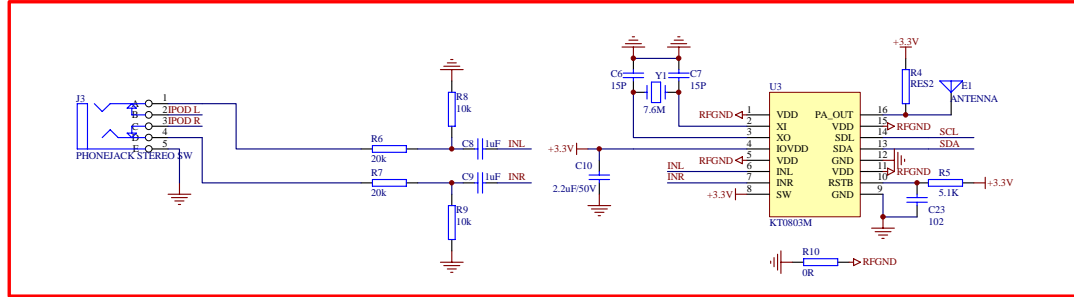 J3
A 1
B 2 IPOD L
C 3 IPOD R
D 4
E 5
PHONEJACK STEREO SW
R6
20k
R7
20k
R8
10k
R9
10k
C8 1uF INL
C9 1uF INR
C6
15P
Y1
7.6M
C7
15P
+3.3V
C10
2.2uF/50V
U3
RFGND 1 VDD
2 XI
3 XO
4 IOVDD
RFGND 5 VDD
INL 6 INL
INR 7 INR
+3.3V 8 SW
PA_OUT 16
VDD 15 RFGND
SDL 14 SCL
SDA 13 SDA
GND 12
VDD 11 RFGND
RSTB 10
GND 9
KT0803M
+3.3V
R4
RES2
E1
ANTENNA
R5
5.1K
+3.3V
C23
102
R10
0R
RFGND